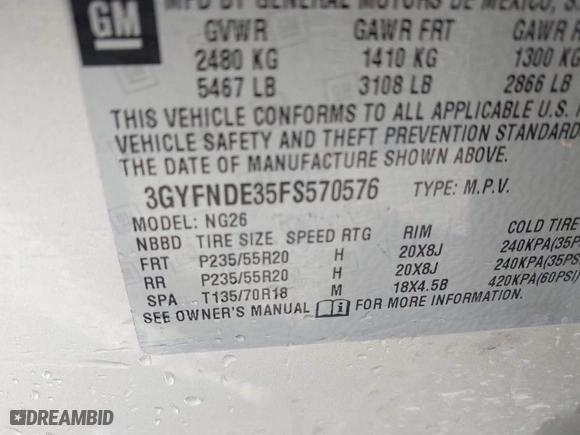 GM
MFD BY GENERAL MOTORS DE MEXICO, S.
GVWR GAWR FRT GAWR R
2480 KG 1410 KG 1300 KG
5467 LB 3108 LB 2866 LB
THIS VEHICLE CONFORMS TO ALL APPLICABLE U.S.
VEHICLE SAFETY AND THEFT PREVENTION STANDARD
THE DATE OF MANUFACTURE SHOWN ABOVE.
3GYFNDE35FS570576 TYPE: M.P.V.
MODEL: NG26
NBBD TIRE SIZE SPEED RTG RIM COLD TIRE
FRT P235/55R20 H 20X8J 240KPA(35PS
RR P235/55R20 H 20X8J 240KPA(35PSI
SPA T135/70R18 M 18X4.5B 420KPA(60PSI)
SEE OWNER'S MANUAL i FOR MORE INFORMATION.
DREAMBID